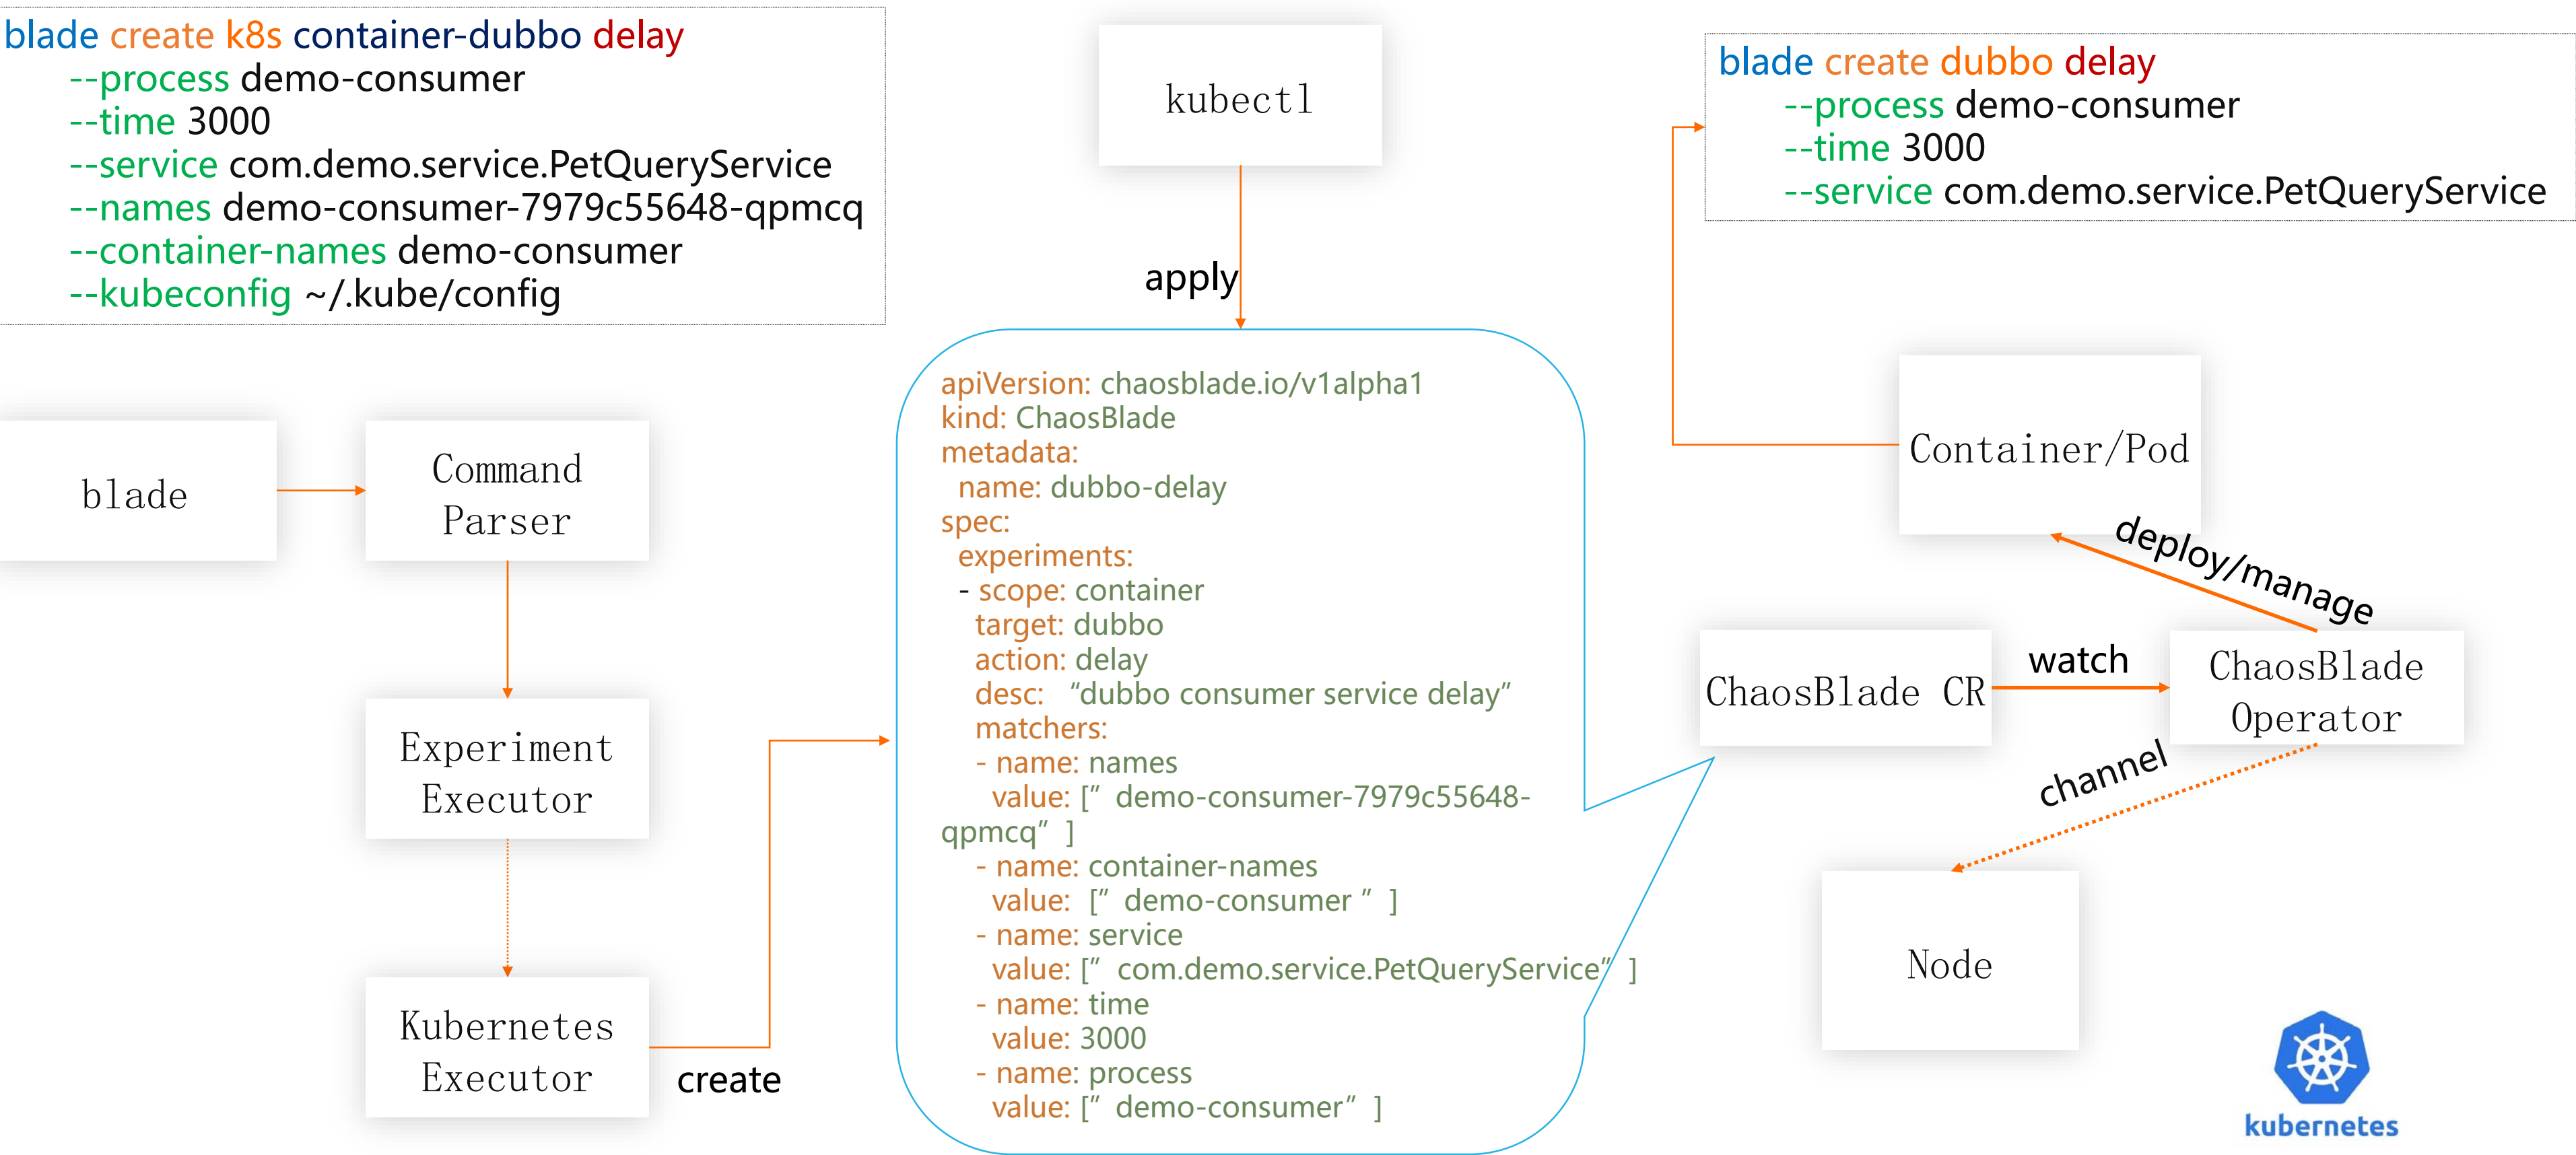 blade create k8s container-dubbo delay
--process demo-consumer
--time 3000
--service com.demo.service.PetQueryService
--names demo-consumer-7979c55648-qpmcq
--container-names demo-consumer
--kubeconfig ~/.kube/config
blade
Command
Parser
Experiment
Executor
Kubernetes
Executor
create
kubectl
apply
apiVersion: chaosblade.io/v1alpha1
kind: ChaosBlade
metadata:
name: dubbo-delay
spec:
experiments:
- scope: container
target: dubbo
action: delay
desc: “dubbo consumer service delay”
matchers:
- name: names
value: [” demo-consumer-7979c55648-
qpmcq” ]
- name: container-names
value: [” demo-consumer ” ]
- name: service
value: [” com.demo.service.PetQueryService” ]
- name: time
value: 3000
- name: process
value: [” demo-consumer” ]
blade create dubbo delay
--process demo-consumer
--time 3000
--service com.demo.service.PetQueryService
Container/Pod
deploy/manage
ChaosBlade CR
watch
ChaosBlade
Operator
channel
Node
kubernetes